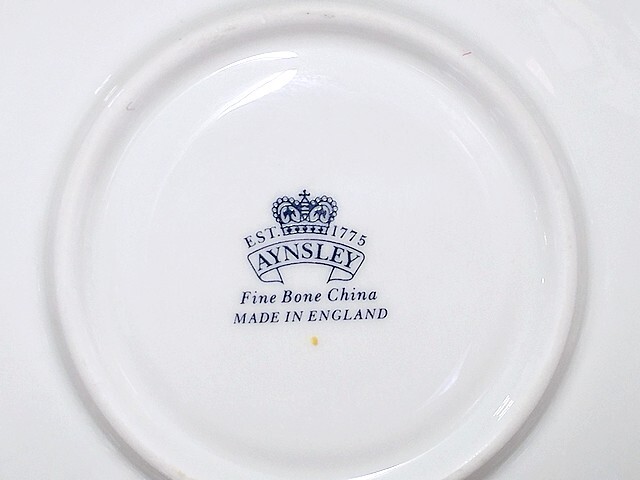 EST. 1775
AYNSLEY
Fine Bone China
MADE IN ENGLAND